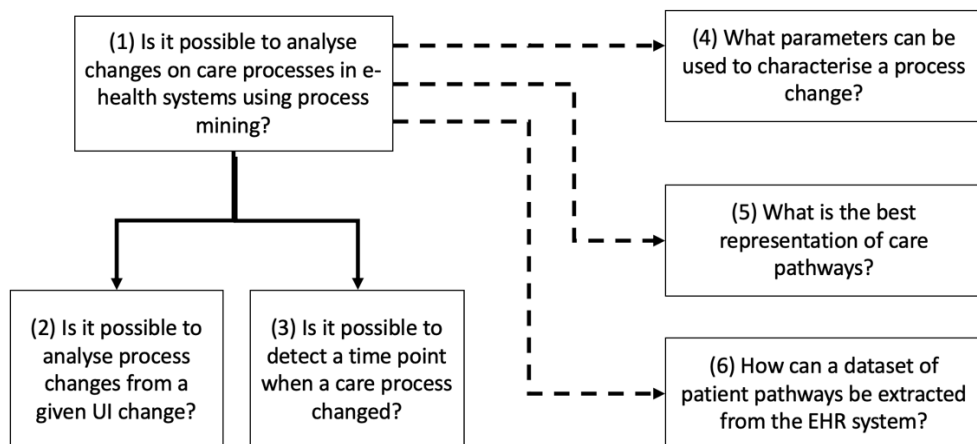 (1) Is it possible to analyse
changes on care processes in e-
health systems using process
mining?
(4) What parameters can be
used to characterise a process
change?
(5) What is the best
representation of care
pathways?
(2) Is it possible to
analyse process
changes from a
given UI change?
(3) Is it possible to
detect a time point
when a care process
changed?
(6) How can a dataset of
patient pathways be extracted
from the EHR system?